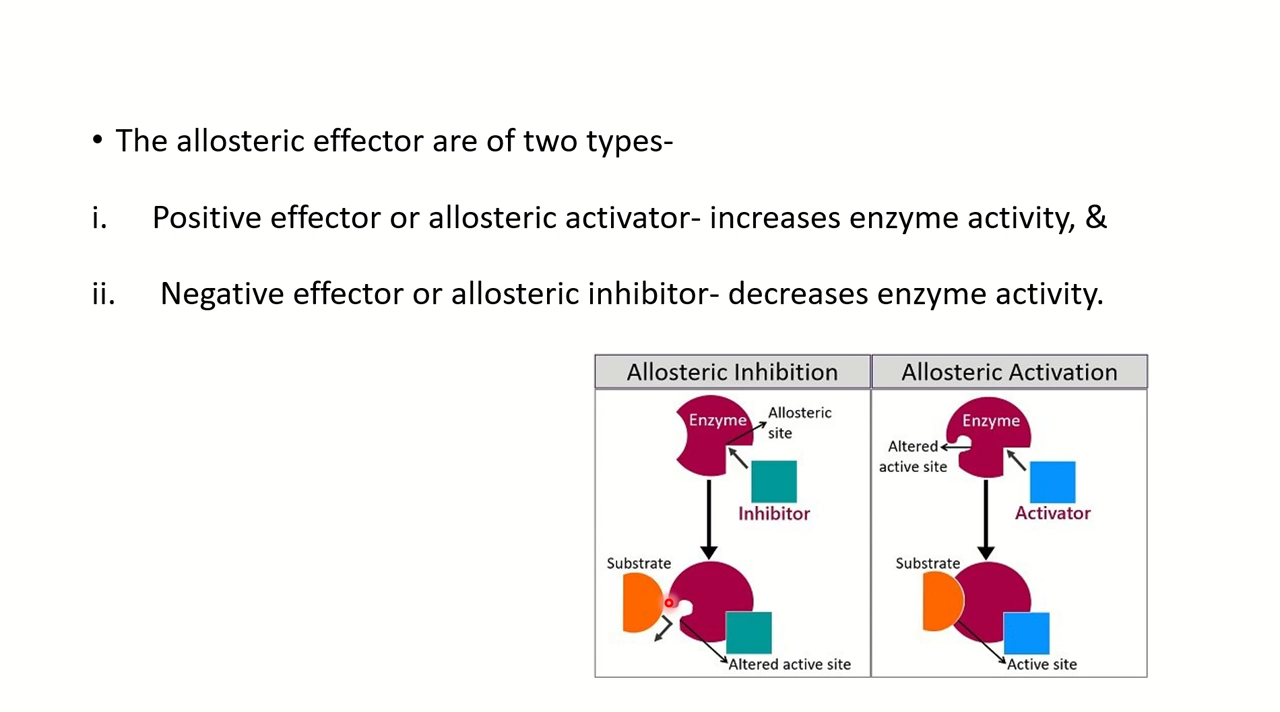 • The allosteric effector are of two types-
i. Positive effector or allosteric activator- increases enzyme activity, &
ii. Negative effector or allosteric inhibitor- decreases enzyme activity.
Allosteric Inhibition
Enzyme
Allosteric
site
Inhibitor
Substrate
Altered active site
Allosteric Activation
Enzyme
Altered
active site
Activator
Substrate
Active site